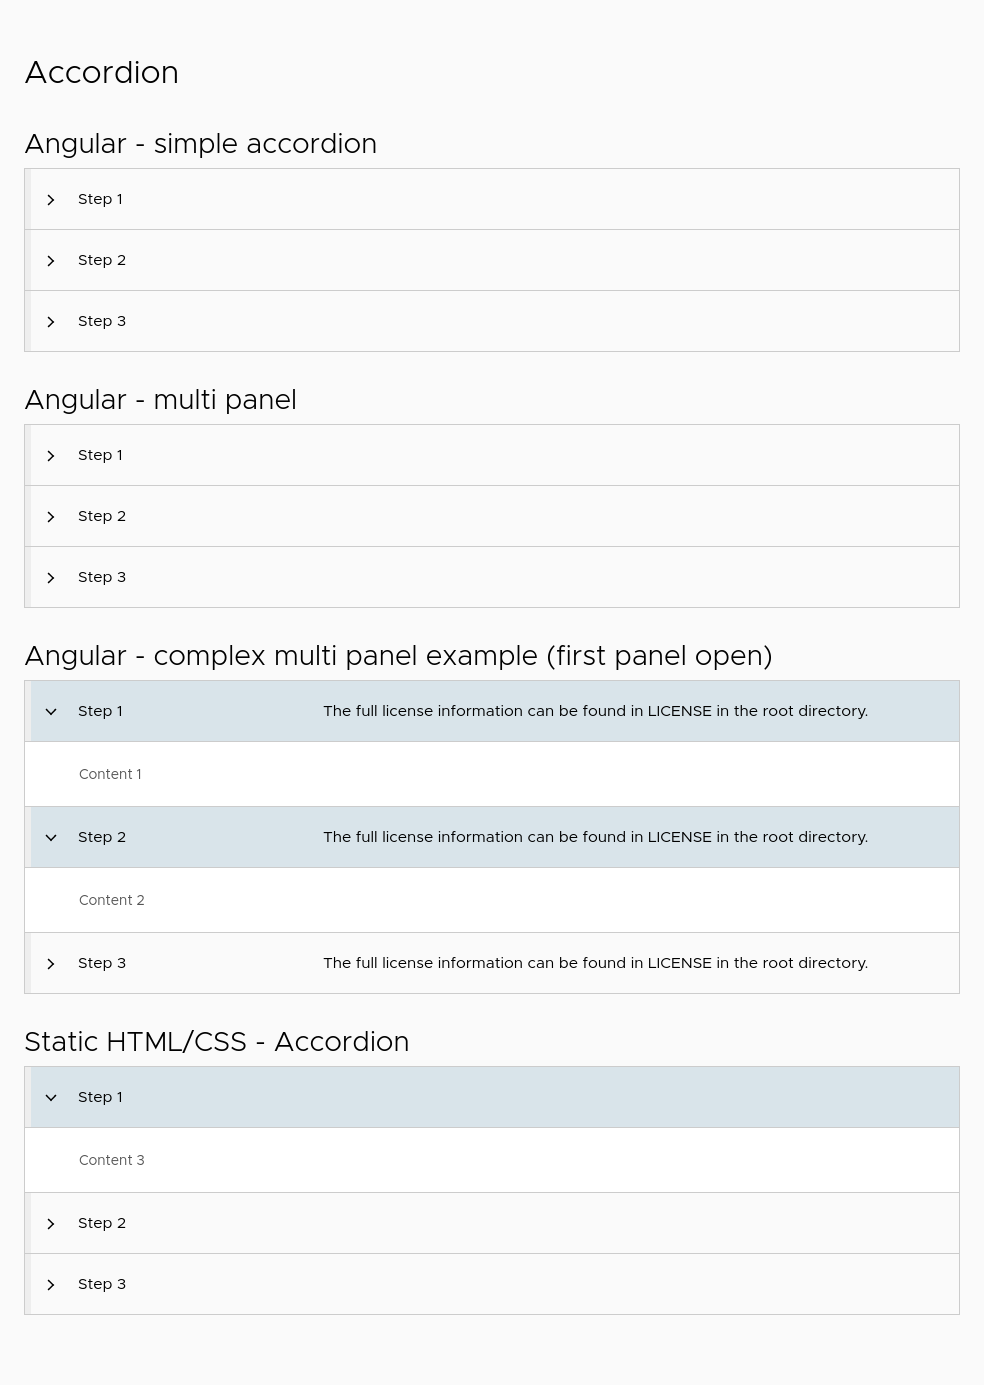 Accordion
Angular - simple accordion
Step 1
Step 2
Step 3
Angular - multi panel
Step 1
Step 2
Step 3
Angular - complex multi panel example (first panel open)
Step 1 The full license information can be found in LICENSE in the root directory.
Content 1
Step 2 The full license information can be found in LICENSE in the root directory.
Content 2
Step 3 The full license information can be found in LICENSE in the root directory.
Static HTML/CSS - Accordion
Step 1
Content 3
Step 2
Step 3